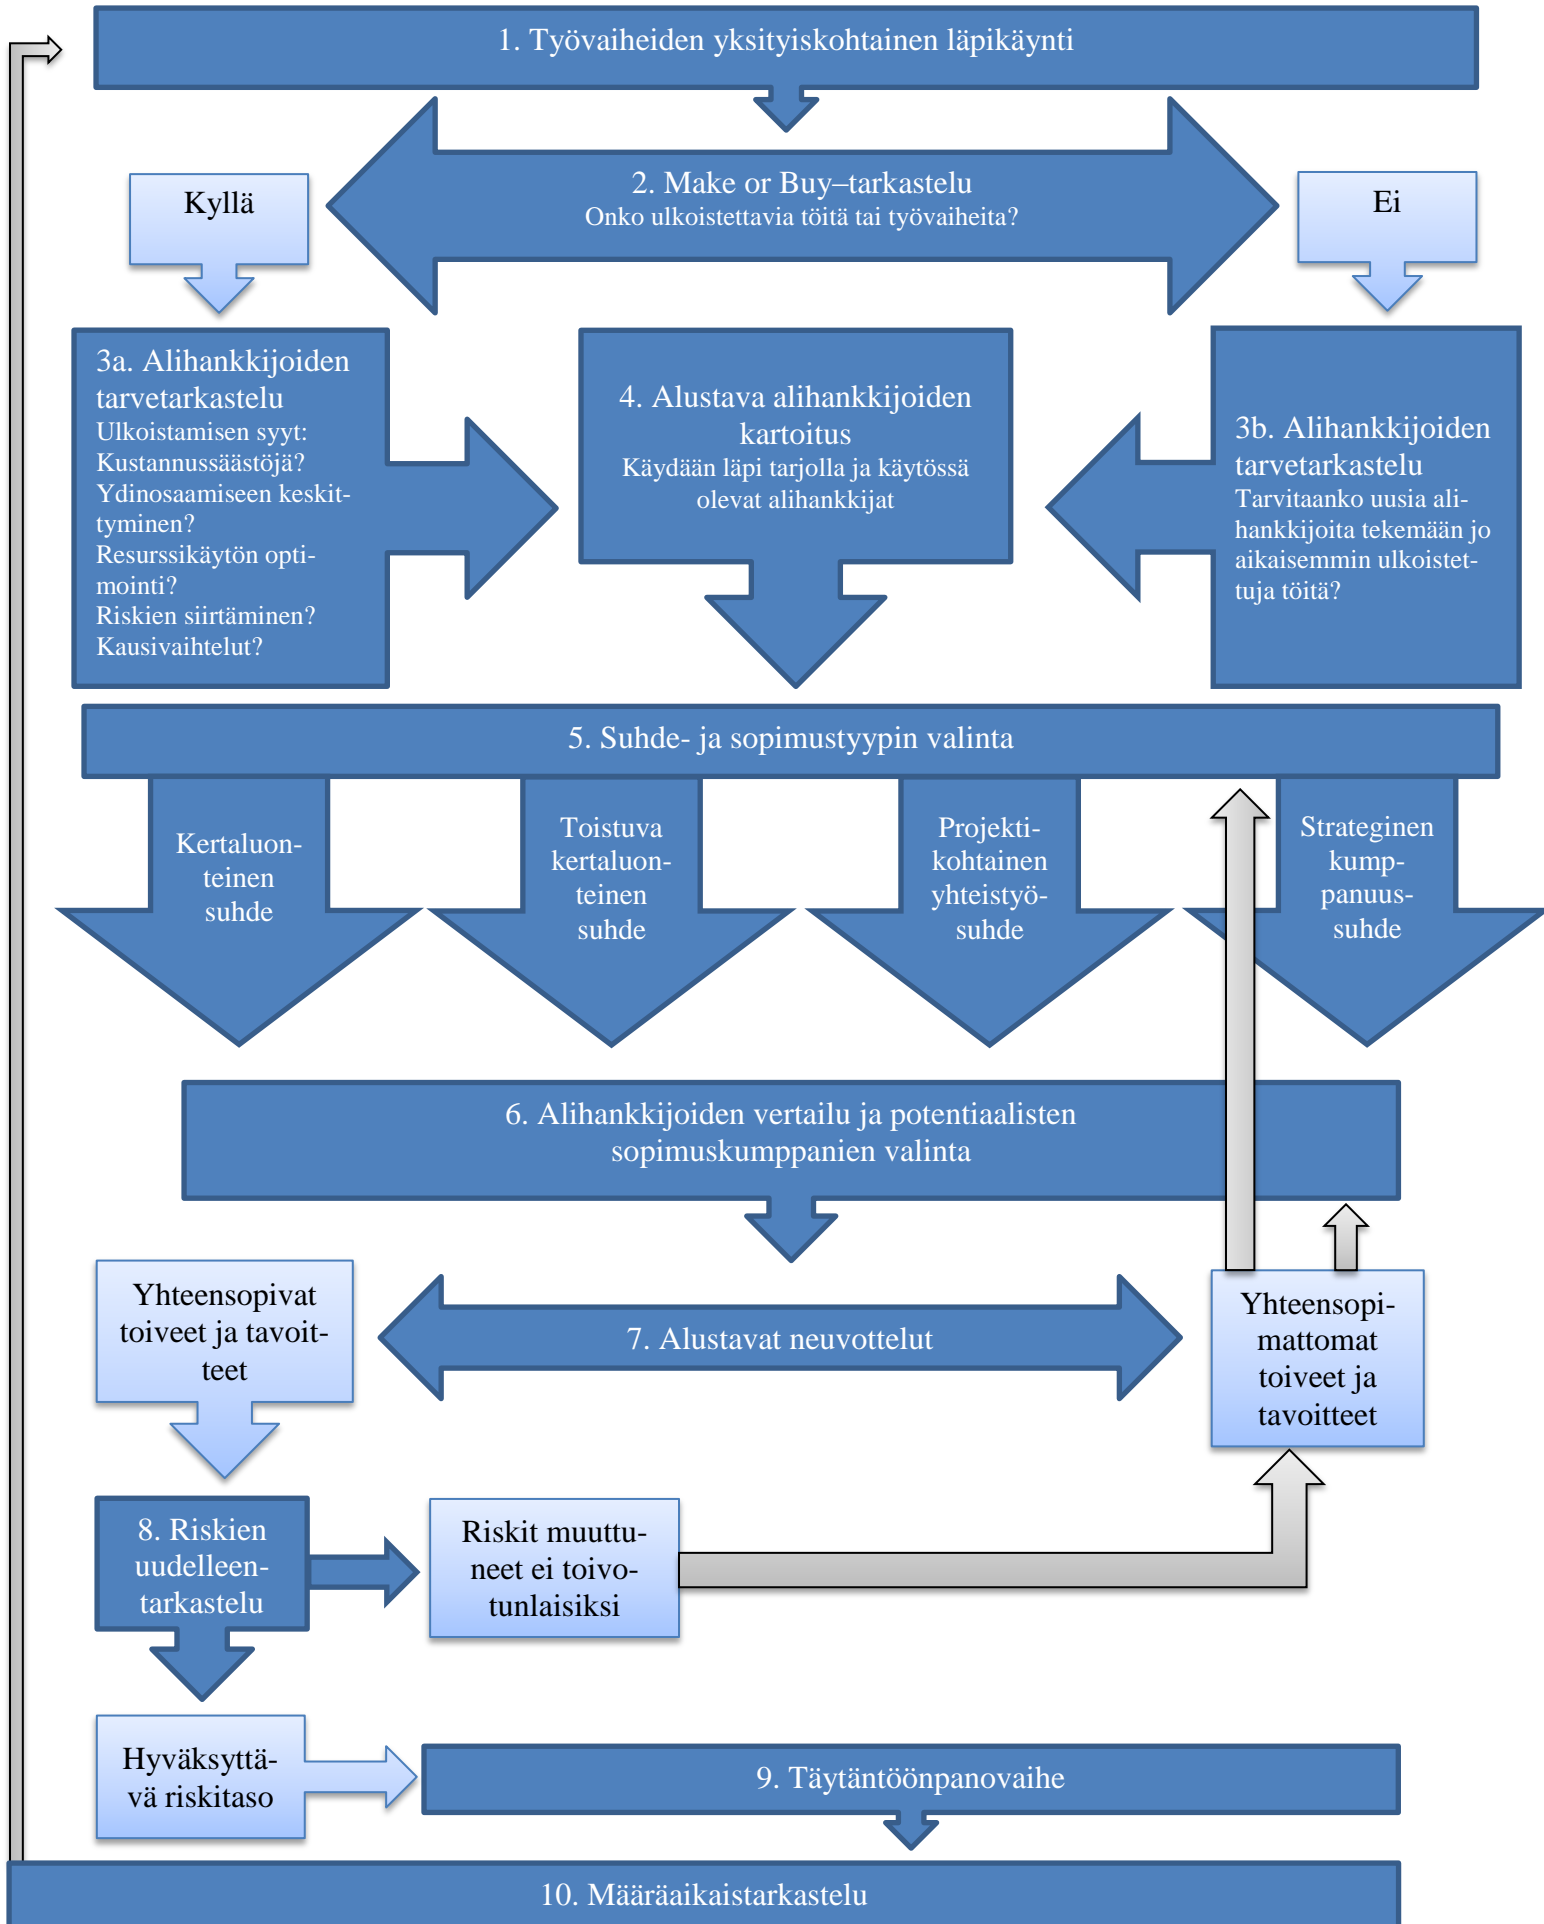 1. Työvaiheiden yksityiskohtainen läpikäynti
2. Make or Buy–tarkastelu
Onko ulkoistettavia töitä tai työvaiheita?
Kyllä
Ei
3a. Alihankkijoiden
tarvetarkastelu
Ulkoistamisen syyt:
Kustannussäästöjä?
Ydinosaamiseen keskit-
tyminen?
Resurssikäytön opti-
mointi?
Riskien siirtäminen?
Kausivaihtelut?
4. Alustava alihankkijoiden
kartoitus
Käydään läpi tarjolla ja käytössä
olevat alihankkijat
3b. Alihankkijoiden
tarvetarkastelu
Tarvitaanko uusia ali-
hankkijoita tekemään jo
aikaisemmin ulkoistet-
tuja töitä?
5. Suhde- ja sopimustyypin valinta
Kertaluon-
teinen
suhde
Toistuva
kertaluon-
teinen
suhde
Projekti-
kohtainen
yhteistyö-
suhde
Strateginen
kump-
panuus-
suhde
6. Alihankkijoiden vertailu ja potentiaalisten
sopimuskumppanien valinta
Yhteensopivat
toiveet ja tavoit-
teet
7. Alustavat neuvottelut
Yhteensopi-
mattomat
toiveet ja
tavoitteet
8. Riskien
uudelleen-
tarkastelu
Riskit muuttu-
neet ei toivo-
tunlaisiksi
Hyväksyttä-
vä riskitaso
9. Täytäntöönpanovaihe
10. Määräaikaistarkastelu